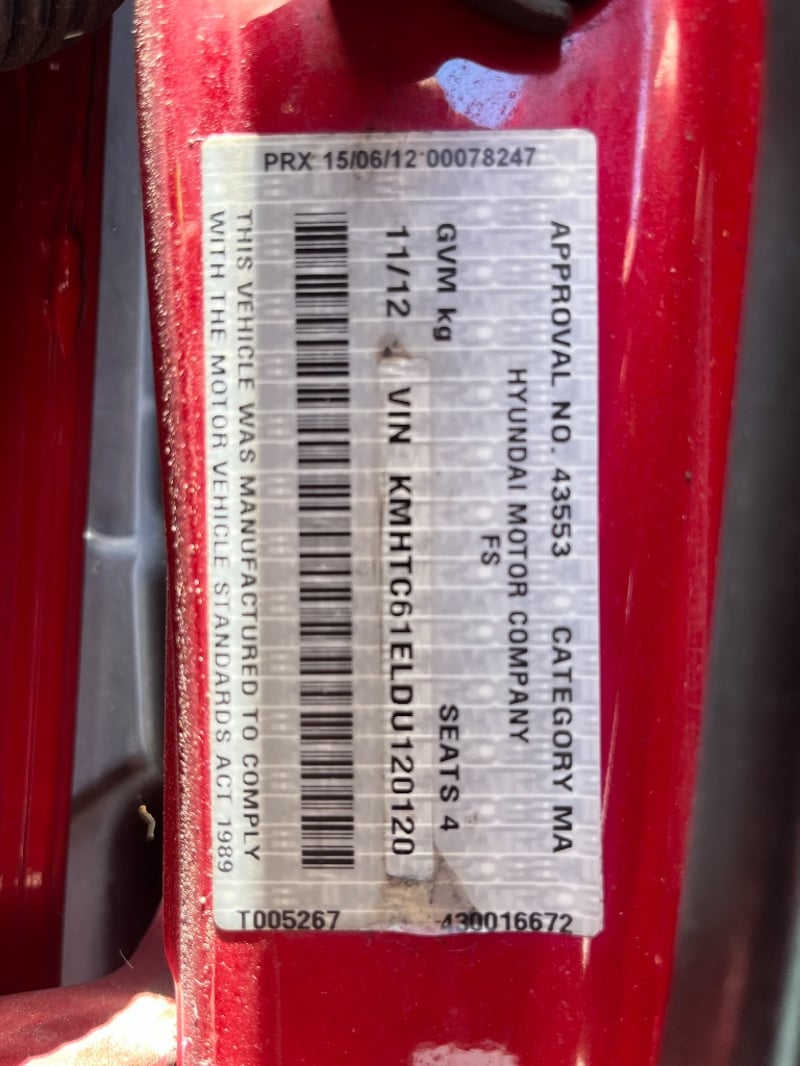 PRX 15/06/12 00078247
APPROVAL NO. 43553 CATEGORY MA
HYUNDAI MOTOR COMPANY
FS
GVM kg SEATS 4
11/12 VIN KMHTC61ELDU120120
THIS VEHICLE WAS MANUFACTURED TO COMPLY
WITH THE MOTOR VEHICLE STANDARDS ACT 1989
T005267 430016672